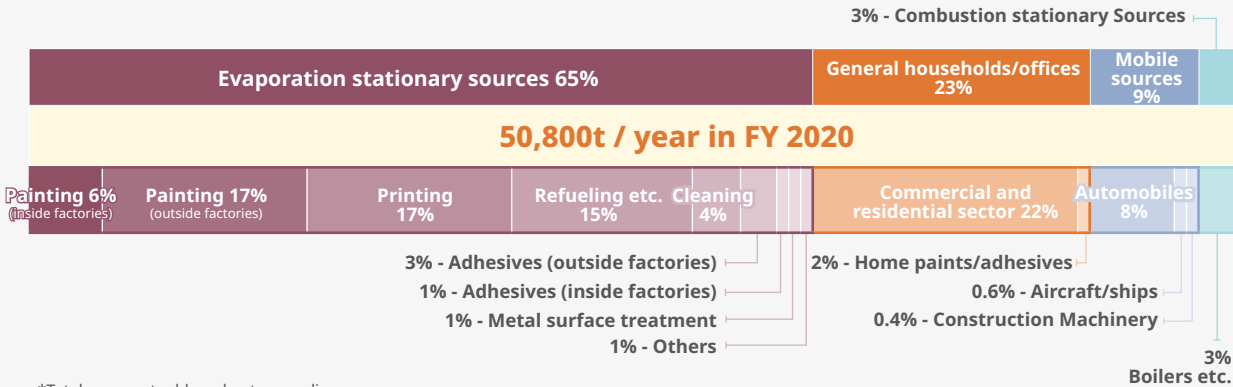 3% - Combustion stationary Sources
Evaporation stationary sources 65%
General households/offices
23%
Mobile
sources
9%
50,800t / year in FY 2020
Painting 6%
(inside factories)
Painting 17%
(outside factories)
Printing
17%
Refueling etc.
15%
Cleaning
4%
Commercial and
residential sector 22%
Automobiles
8%
3% - Adhesives (outside factories)
1% - Adhesives (inside factories)
1% - Metal surface treatment
1% - Others
2% - Home paints/adhesives
0.6% - Aircraft/ships
0.4% - Construction Machinery
3%
Boilers etc.